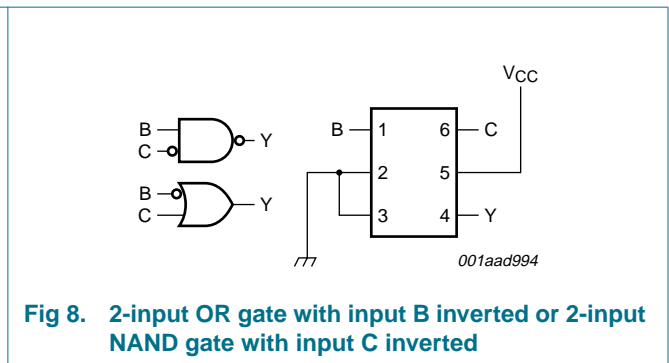 VCC
B
C
Y
B
C
Y
B 1 6 C
2 5
3 4 Y
001aad994
Fig 8. 2-input OR gate with input B inverted or 2-input
NAND gate with input C inverted